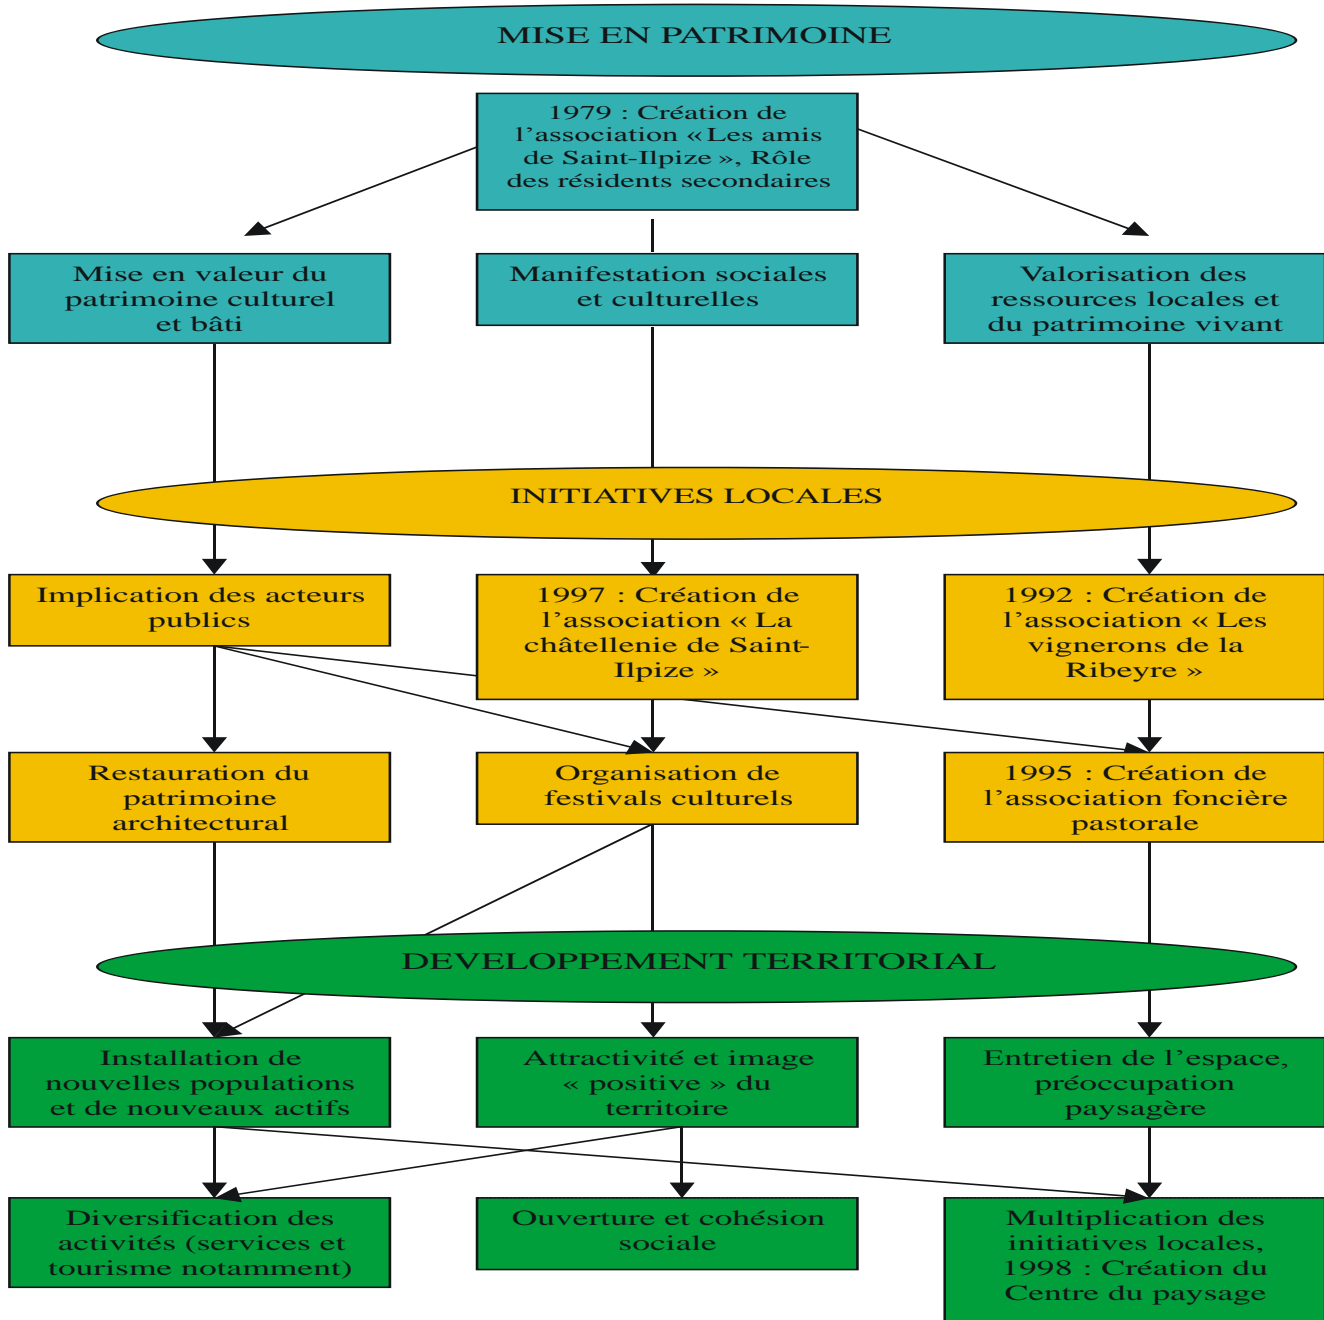 MISE EN PATRIMOINE
1979 : Création de
l'association « Les amis
de Saint-Ilpize », Rôle
des résidents secondaires
Mise en valeur du
patrimoine culturel
et bâti
Manifestation sociales
et culturelles
Valorisation des
ressources locales et
du patrimoine vivant
INITIATIVES LOCALES
Implication des acteurs
publics
1997 : Création de
l'association « La
châtellenie de Saint-
Ilpize »
1992 : Création de
l'association « Les
vignerons de la
Ribeyre »
Restauration du
patrimoine
architectural
Organisation de
festivals culturels
1995 : Création de
l'association foncière
pastorale
DEVELOPPEMENT TERRITORIAL
Installation de
nouvelles populations
et de nouveaux actifs
Attractivité et image
« positive » du
territoire
Entretien de l'espace,
préoccupation
paysagère
Diversification des
activités (services et
tourisme notamment)
Ouverture et cohésion
sociale
Multiplication des
initiatives locales,
1998 : Création du
Centre du paysage